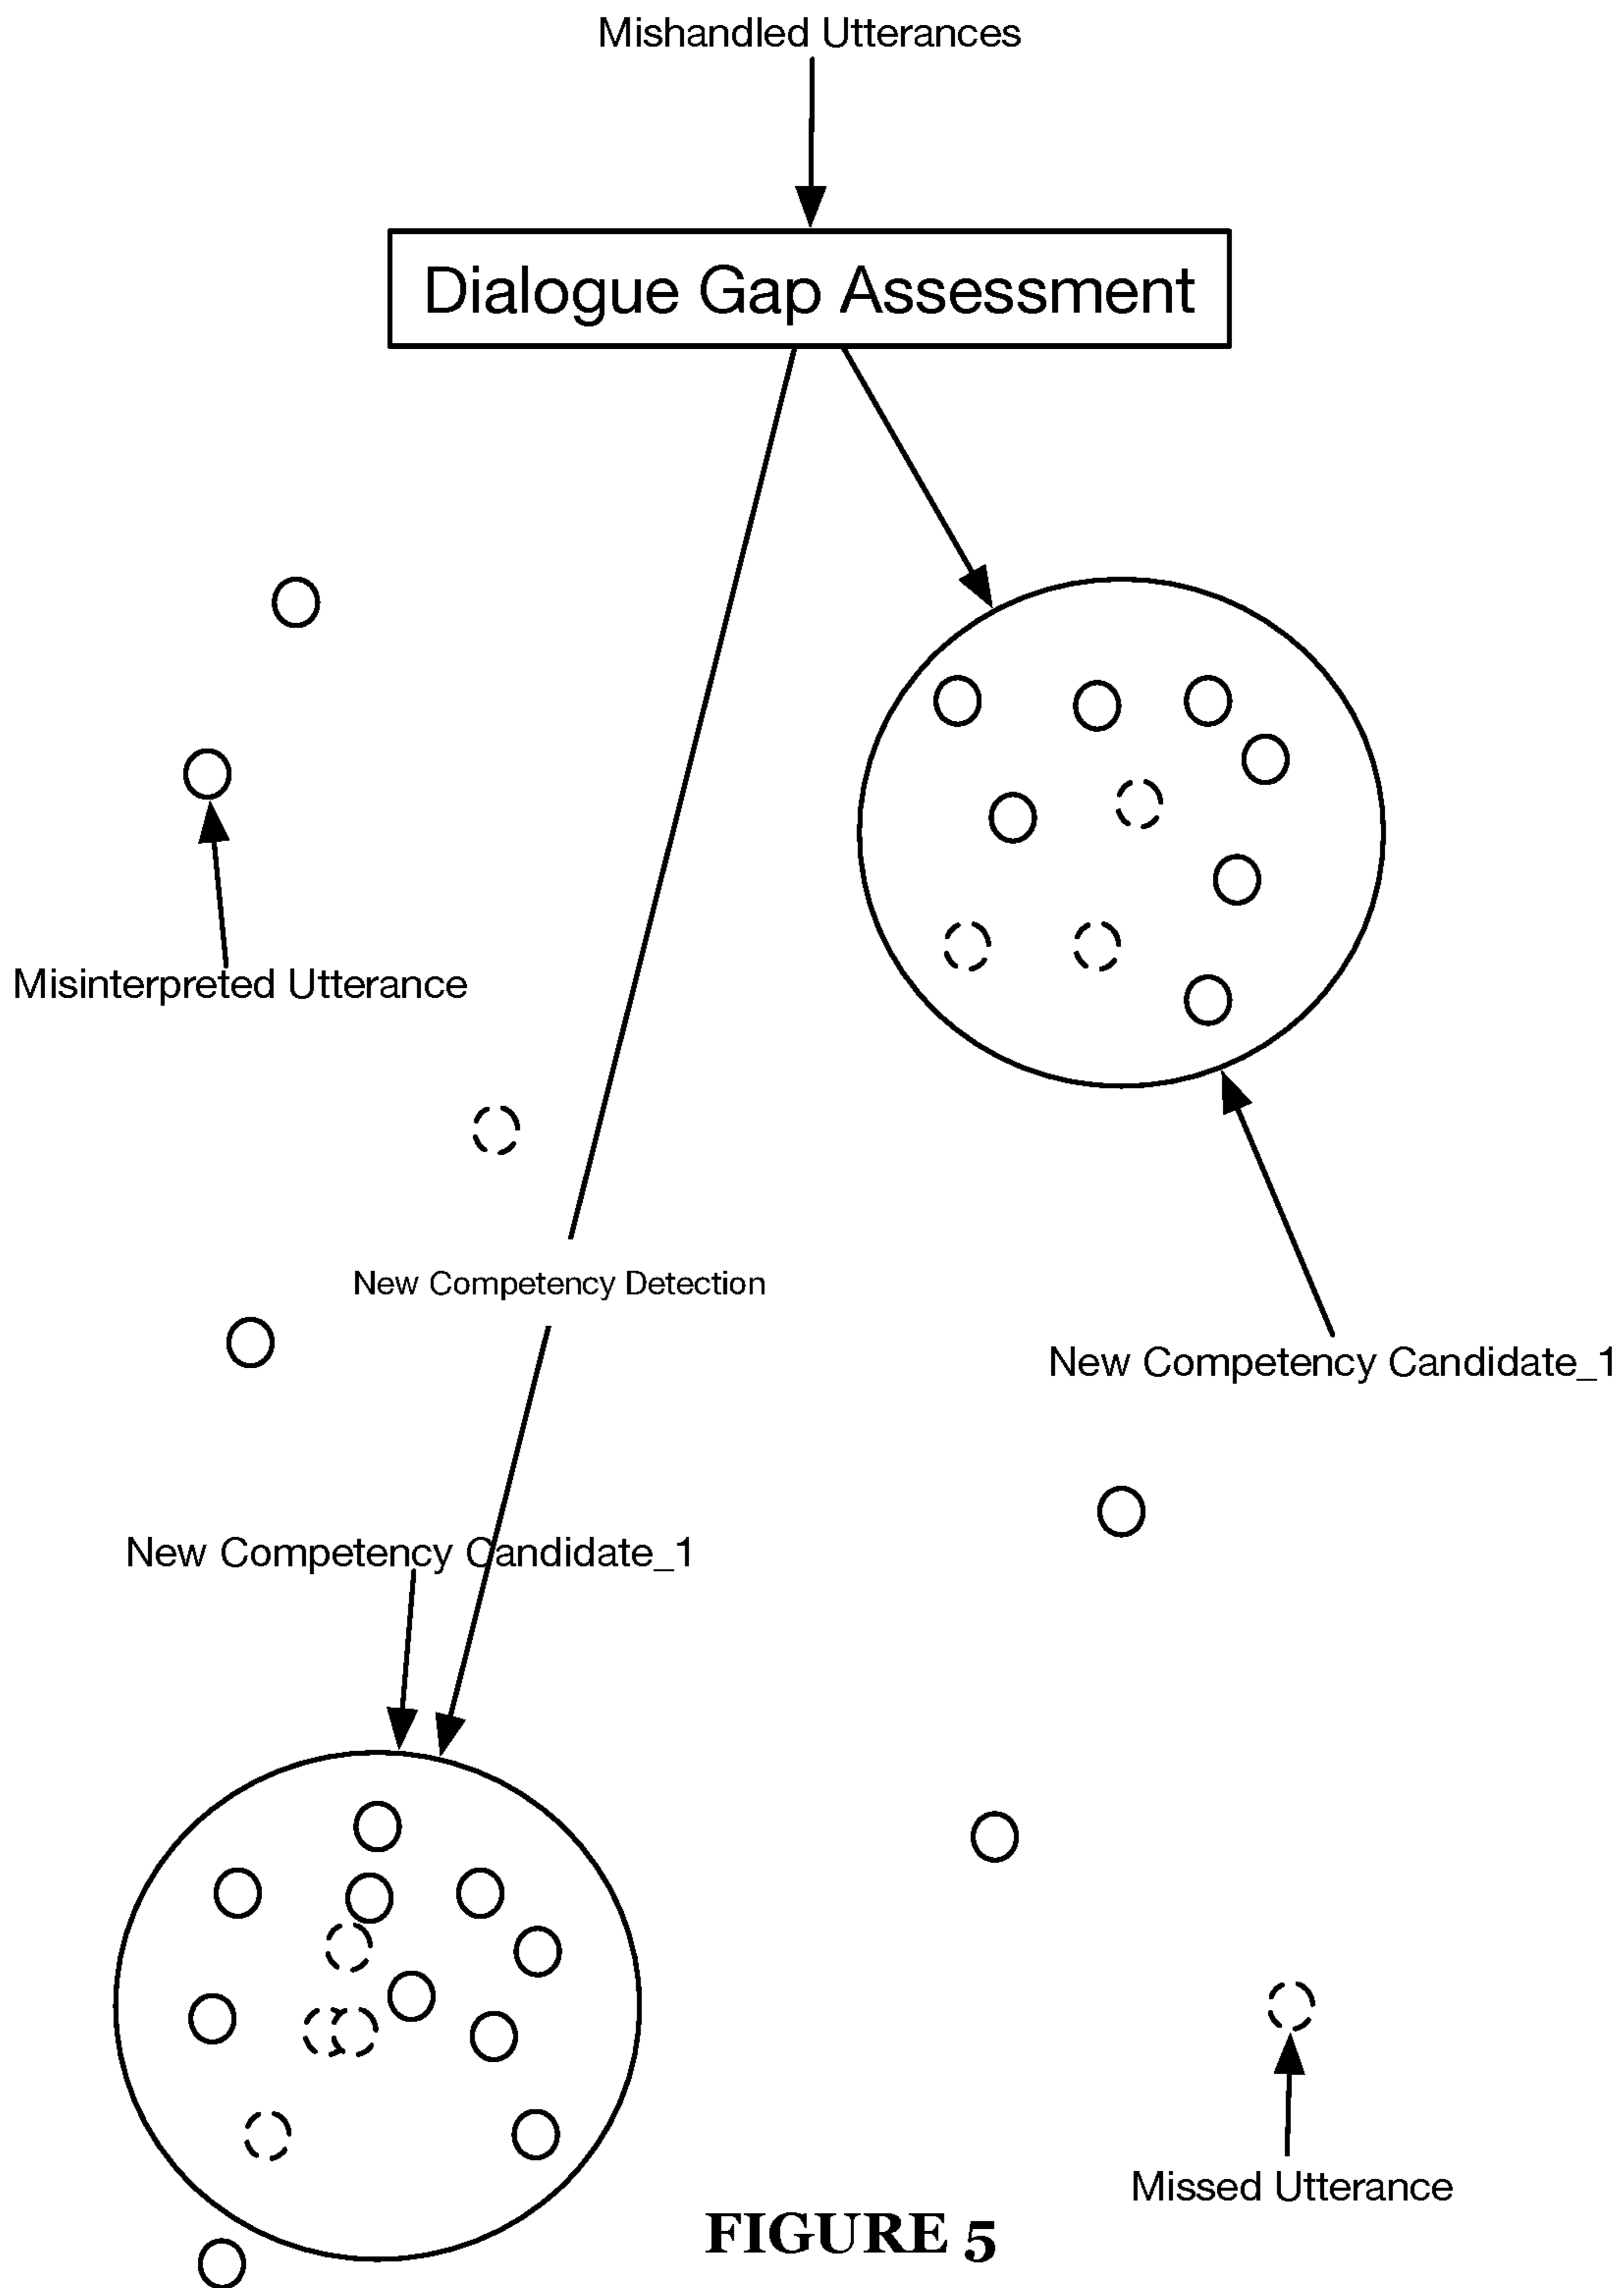 Mishandled Utterances
Dialogue Gap Assessment
Misinterpreted Utterance
New Competency Detection
New Competency Candidate_1
New Competency Candidate_1
Missed Utterance
FIGURE 5